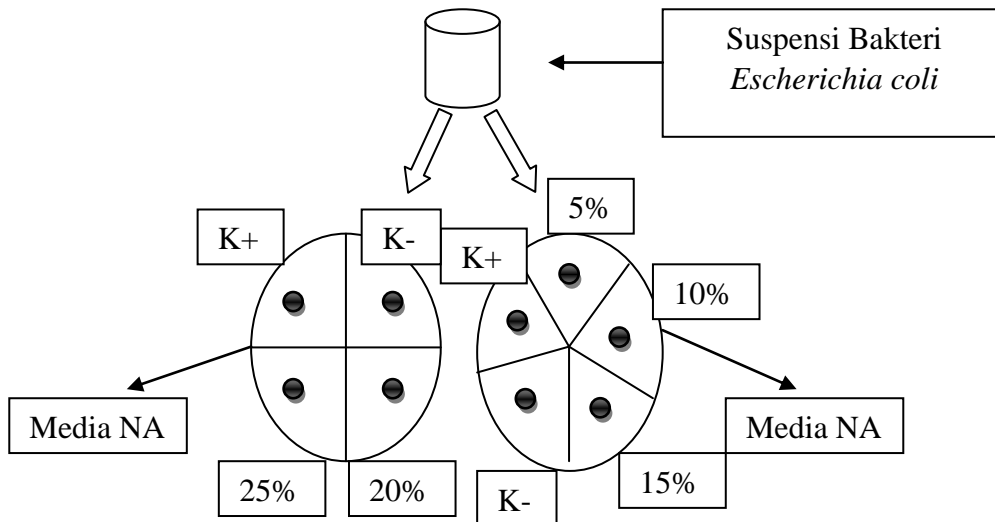 Suspensi Bakteri
Escherichia coli
5%
K+
K-
K+
10%
Media NA
Media NA
25%
20%
15%
K-